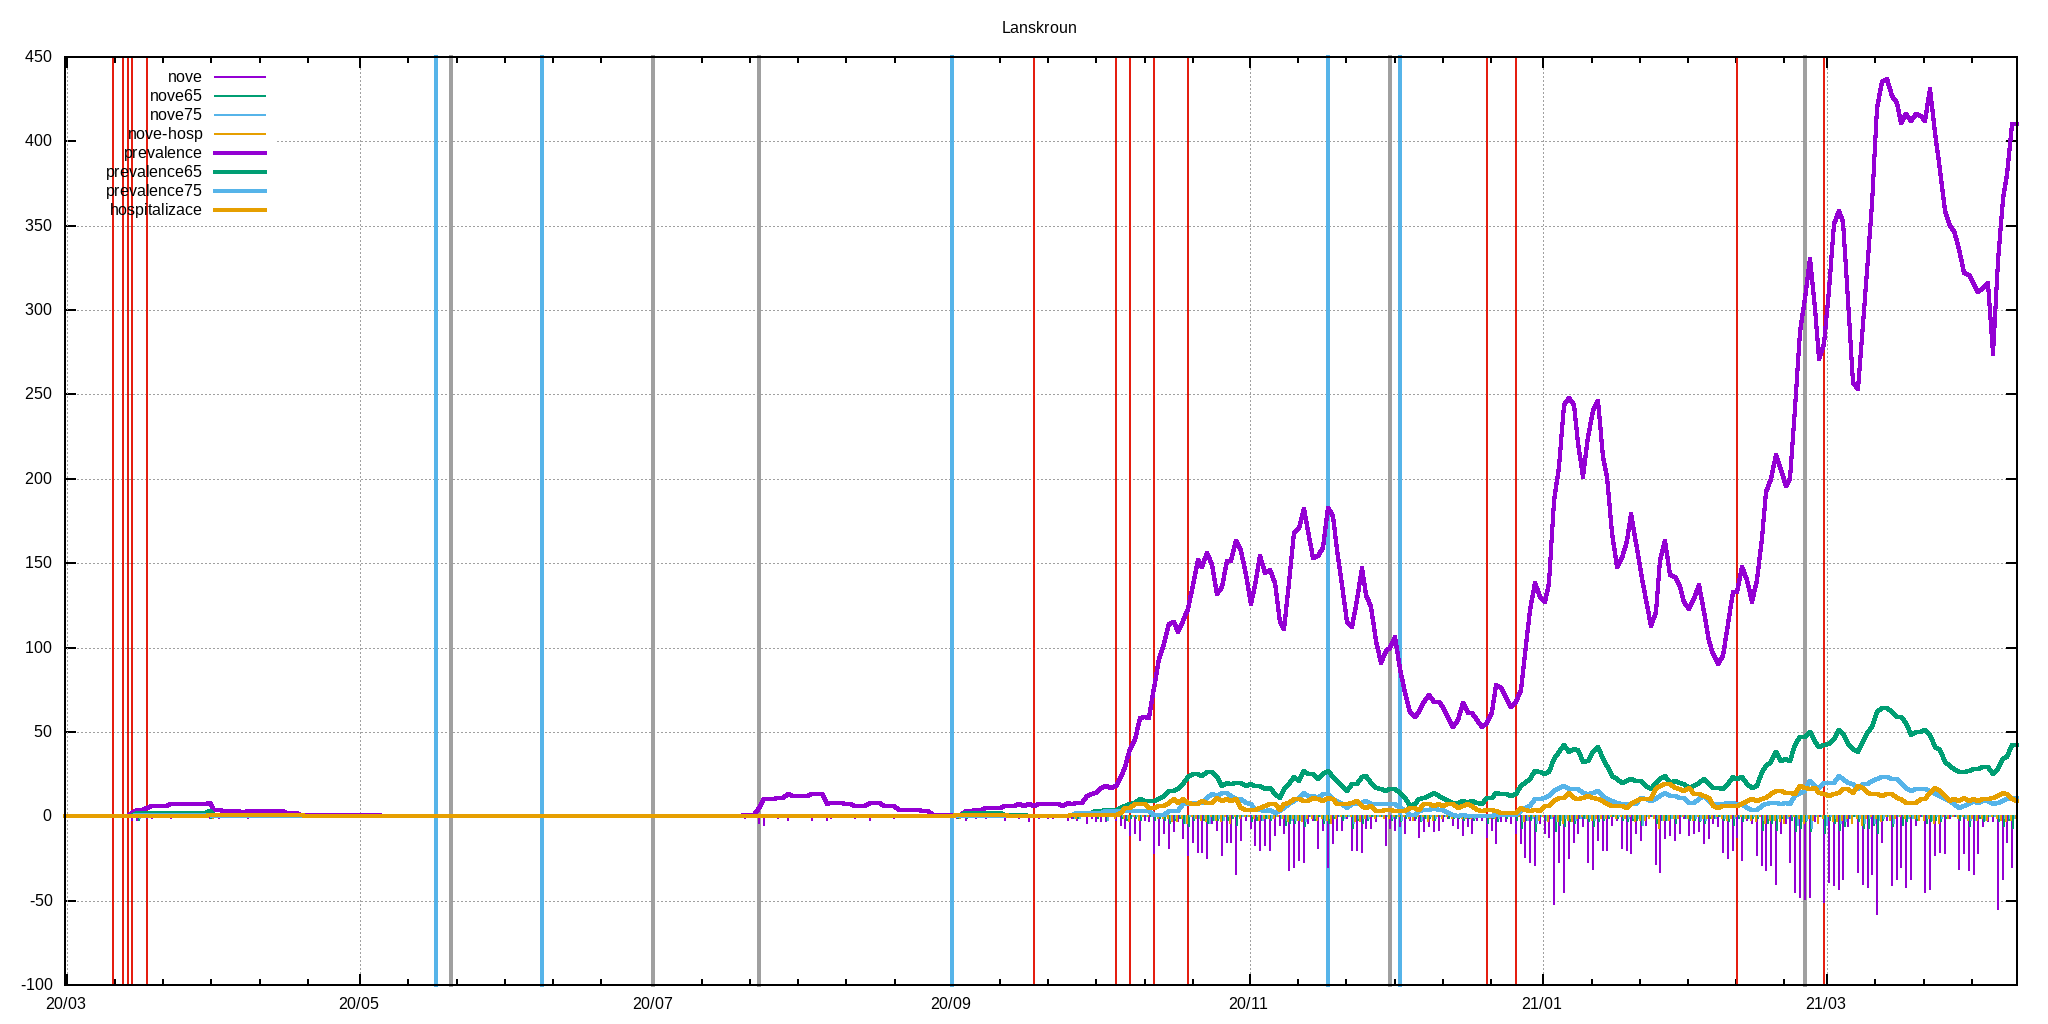 Lanskroun
450
400
350
300
250
200
150
100
50
0
-50
-100
nove
nove65
nove75
nove-hosp
prevalence
prevalence65
prevalence75
hospitalizace
20/03 20/05 20/07 20/09 20/11 21/01 21/03